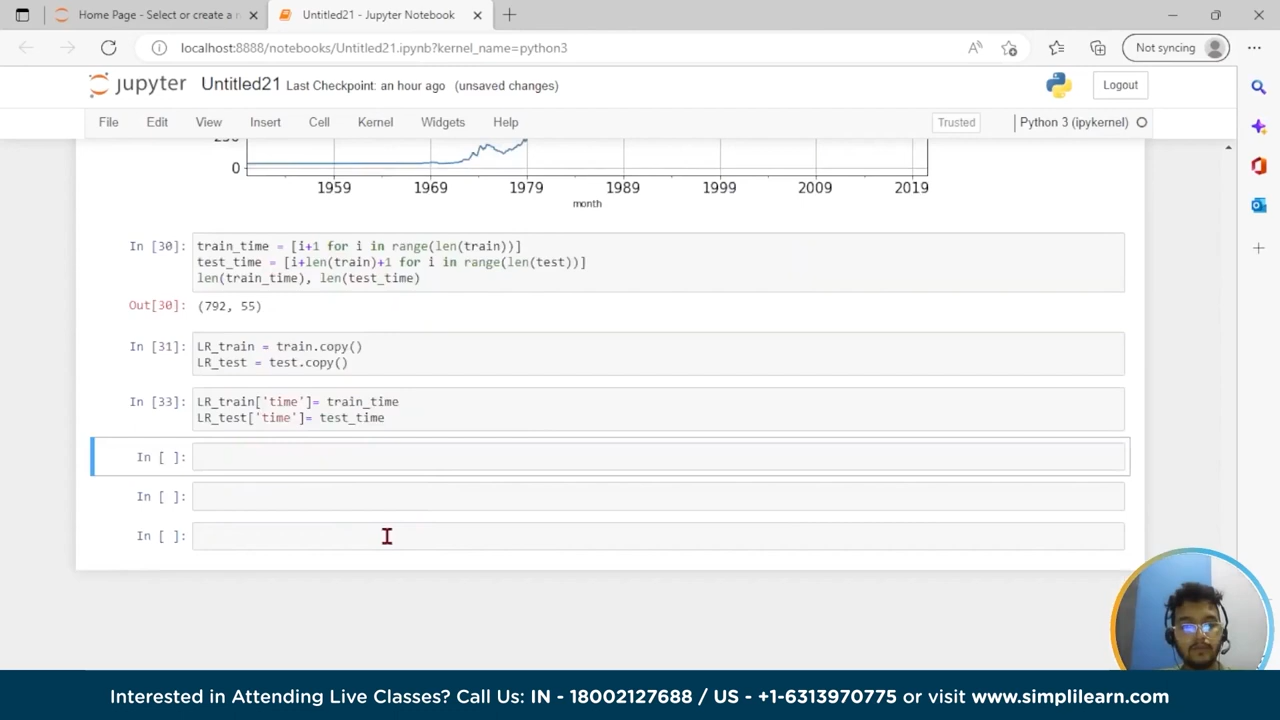 Home Page - Select or create a n
Untitled21 - Jupyter Notebook
localhost:8888/notebooks/Untitled21.ipynb?kernel_name=python3
Not syncing
jupyter Untitled21 Last Checkpoint: an hour ago (unsaved changes)
Logout
File Edit View Insert Cell Kernel Widgets Help
Trusted
Python 3 (ipykernel)
250
0
1959 1969 1979 1989 1999 2009 2019
month
In [30]: train_time = [i+1 for i in range(len(train))]
test_time = [i+len(train)+1 for i in range(len(test))]
len(train_time), len(test_time)
Out[30]: (792, 55)
In [31]: LR_train = train.copy()
LR_test = test.copy()
In [33]: LR_train['time']= train_time
LR_test['time']= test_time
In [ ]:
In [ ]:
In [ ]:
Interested in Attending Live Classes? Call Us: IN - 18002127688 / US - +1-6313970775 or visit www.simplilearn.com